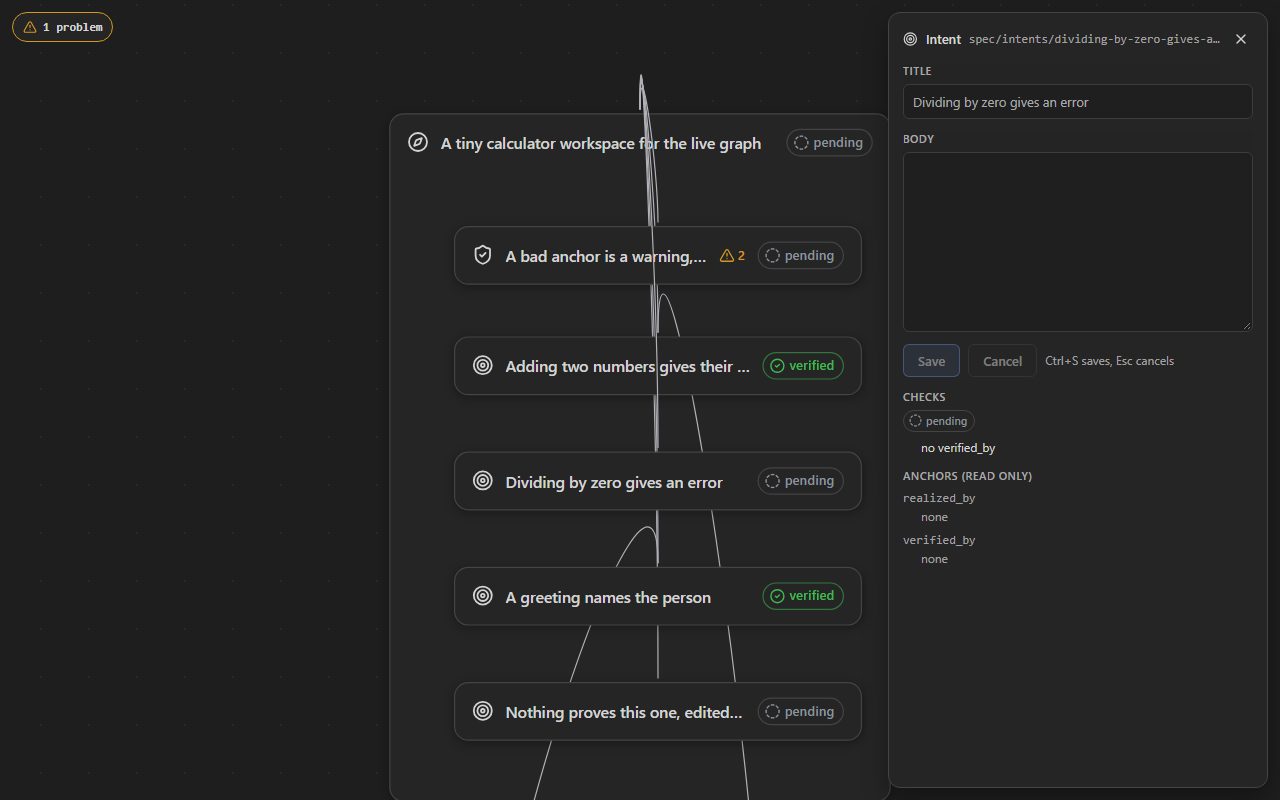 1 problem
Intent spec/intents/dividing-by-zero-gives-a…
TITLE
Dividing by zero gives an error
BODY
Save Cancel Ctrl+S saves, Esc cancels
CHECKS
pending
no verified_by
ANCHORS (READ ONLY)
realized_by
none
verified_by
none
A tiny calculator workspace for the live graph pending
A bad anchor is a warning,... 2 pending
Adding two numbers gives their ... verified
Dividing by zero gives an error pending
A greeting names the person verified
Nothing proves this one, edited... pending